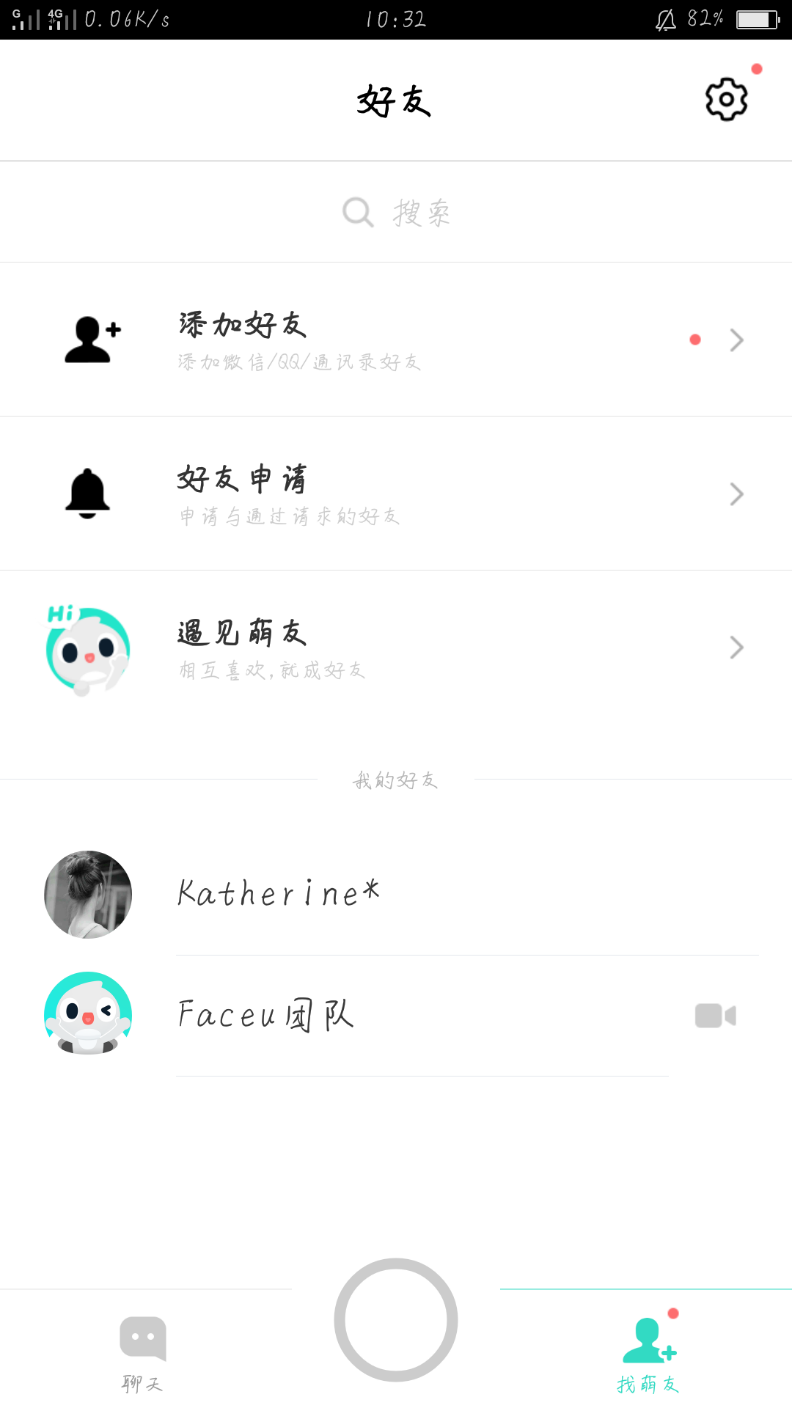 G 4G 0.06K/s 10:32 82%
好友
搜索
添加好友
添加微信/QQ/通讯录好友
好友申请
申请与通过请求的好友
Hi
遇见萌友
相互喜欢,就成好友
我的好友
Katherine*
Faceu团队
聊天
找萌友